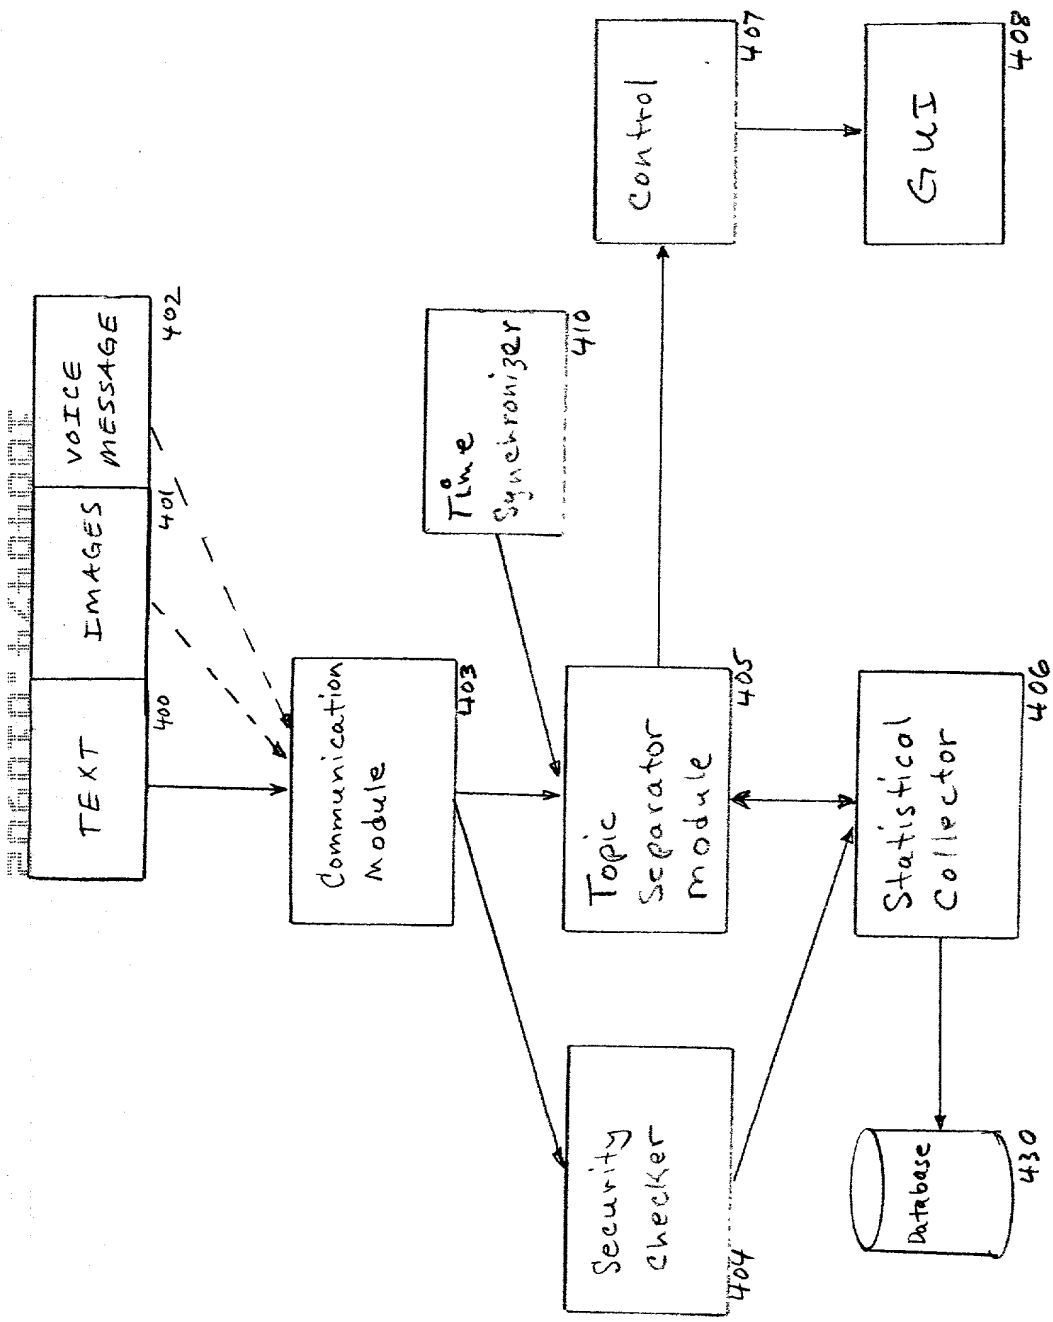 TEXT
400
IMAGES
401
VOICE
MESSAGE
402
Communication
Module
403
Time
Synchronizer
410
Security
Checker
404
Topic
Separator
Module
405
Control
407
Database
430
Statistical
Collector
406
GUI
408